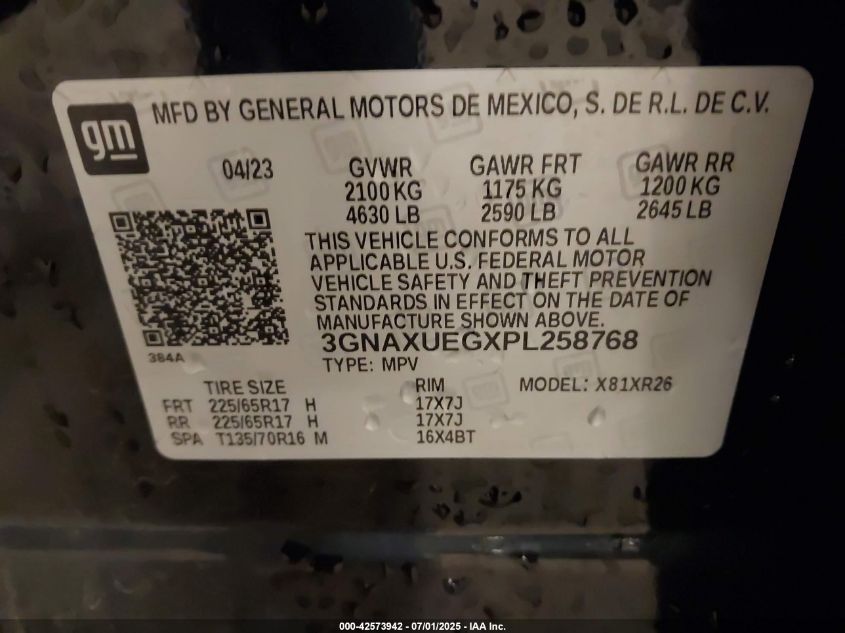 gm
MFD BY GENERAL MOTORS DE MEXICO, S. DE R.L. DE C.V.
04/23 GVWR GAWR FRT GAWR RR
2100 KG 1175 KG 1200 KG
4630 LB 2590 LB 2645 LB
THIS VEHICLE CONFORMS TO ALL
APPLICABLE U.S. FEDERAL MOTOR
VEHICLE SAFETY AND THEFT PREVENTION
STANDARDS IN EFFECT ON THE DATE OF
MANUFACTURE SHOWN ABOVE.
3GNAXUEGXPL258768
384A
TYPE: MPV
TIRE SIZE RIM MODEL: X81XR26
FRT 225/65R17 H 17X7J
RR 225/65R17 H 17X7J
SPA T135/70R16 M 16X4BT
000-42573942 - 07/01/2025 - IAA Inc.